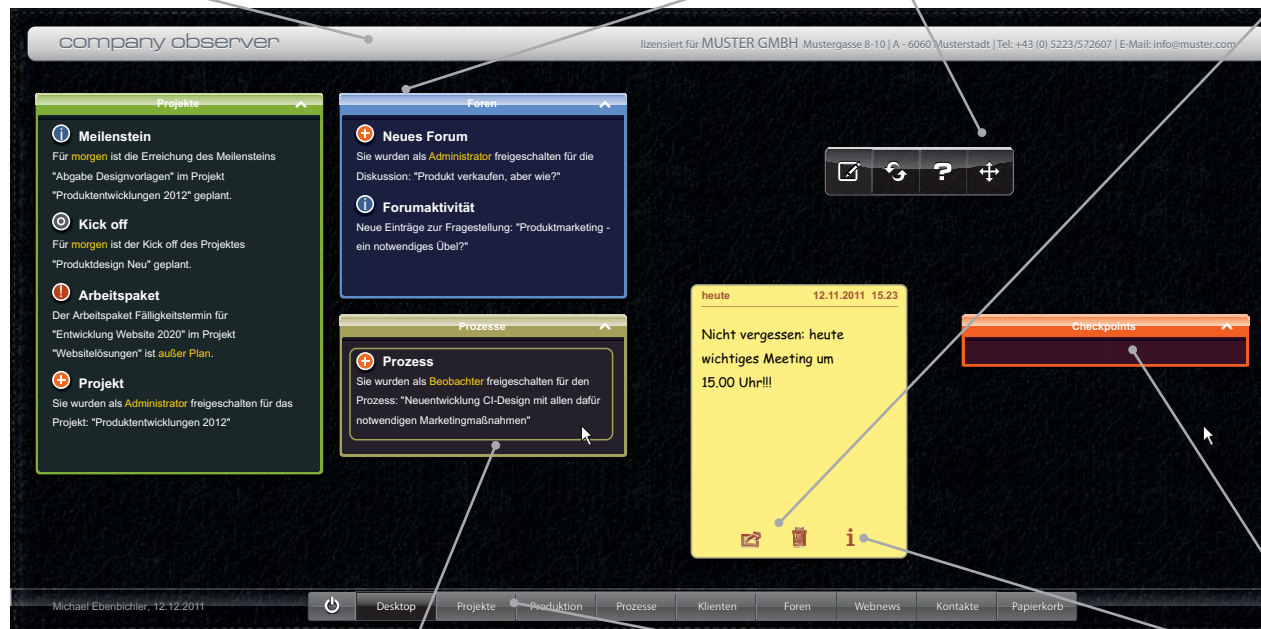 company observer
lizensiert für MUSTER GMBH Mustergasse 8-10 | A - 6060 Musterstadt | Tel: +43 (0) 5223/572607 | E-Mail: info@muster.com
Projekte
Meilenstein
Für morgen ist die Erreichung des Meilensteins
"Abgabe Designvorlagen" im Projekt
"Produktentwicklungen 2012" geplant.
Kick off
Für morgen ist der Kick off des Projektes
"Produktdesign Neu" geplant.
Arbeitspaket
Der Arbeitspaket Fälligkeitstermin für
"Entwicklung Website 2020" im Projekt
"Websitelösungen" ist außer Plan.
Projekt
Sie wurden als Administrator freigeschalten für das
Projekt: "Produktentwicklungen 2012"
Foren
Neues Forum
Sie wurden als Administrator freigeschalten für die
Diskussion: "Produkt verkaufen, aber wie?"
Forumaktivität
Neue Einträge zur Fragestellung: "Produktmarketing -
ein notwendiges Übel?"
Prozesse
Prozess
Sie wurden als Beobachter freigeschalten für den
Prozess: "Neuentwicklung CI-Design mit allen dafür
notwendigen Marketingmaßnahmen"
heute 12.11.2011 15.23
Nicht vergessen: heute
wichtiges Meeting um
15.00 Uhr!!!
Checkpoints
Michael Ebenbichler, 12.12.2011
Desktop Projekte Produktion Prozesse Klienten Foren Webnews Kontakte Papierkorb